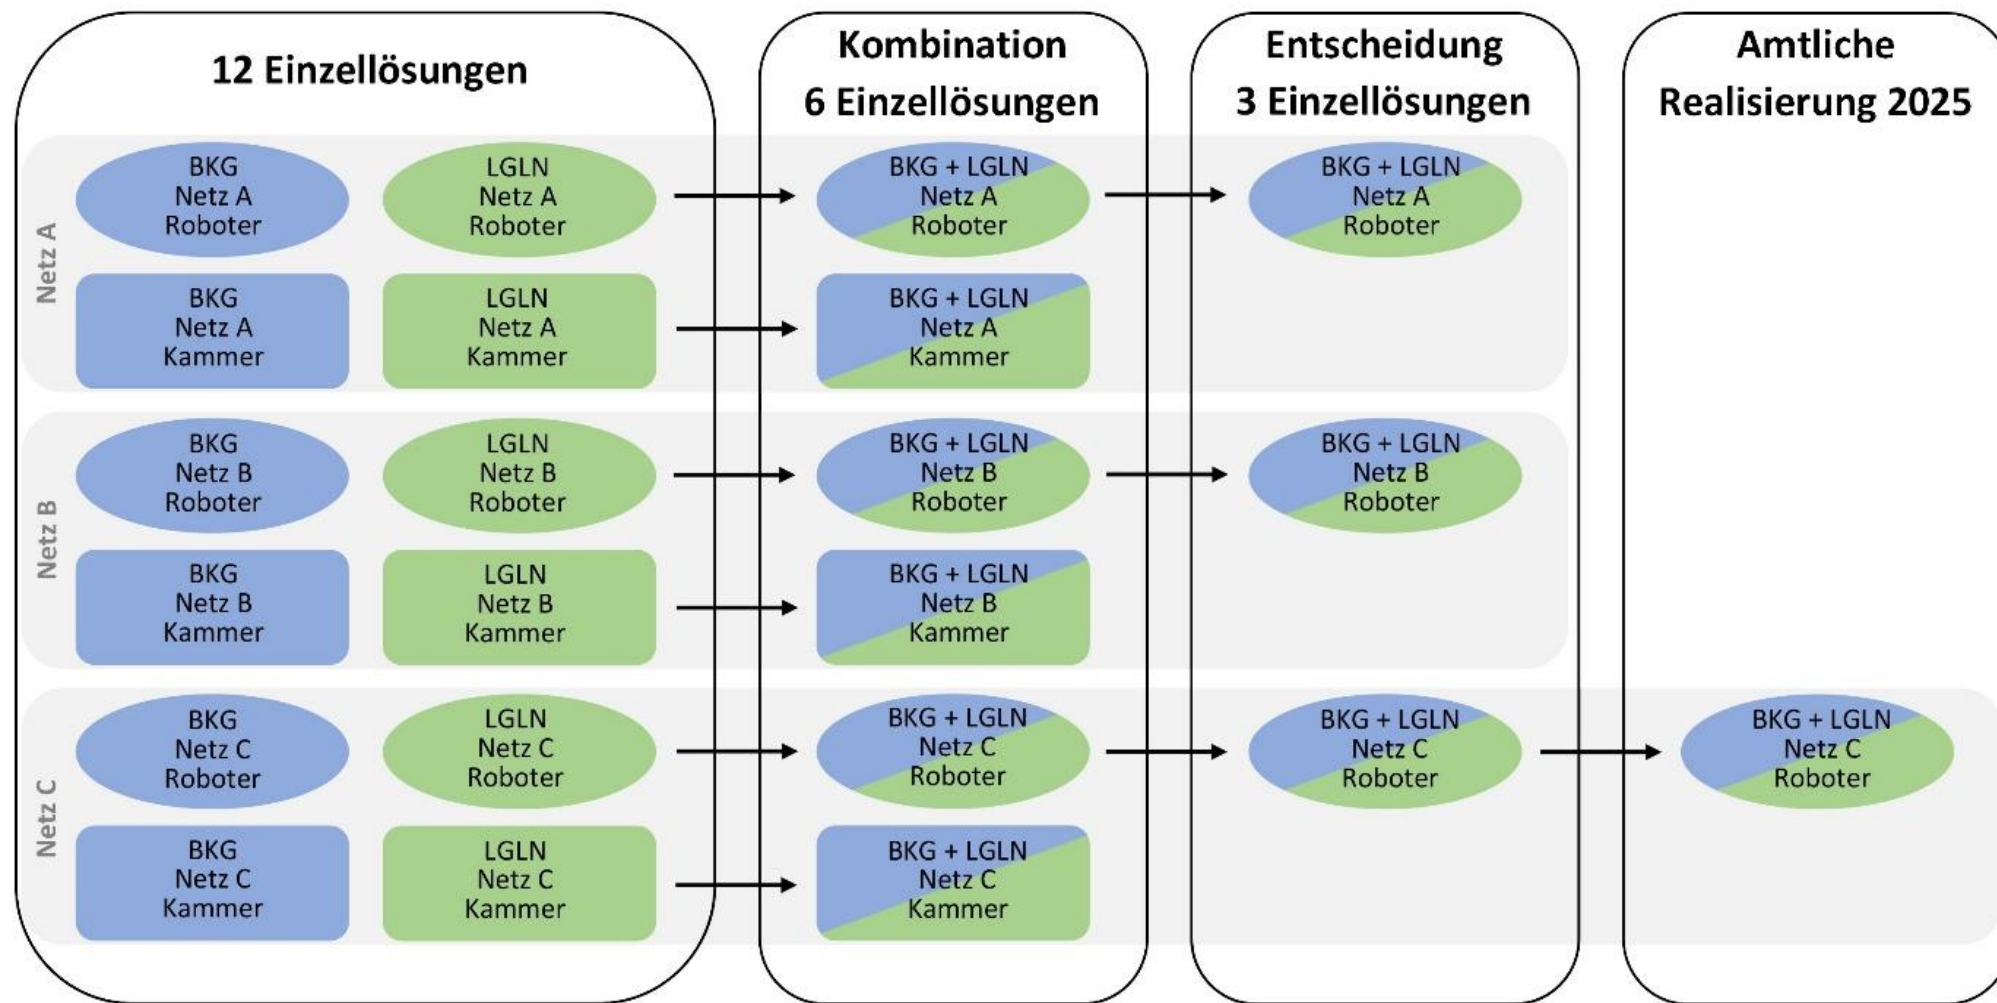 12 Einzellösungen
Kombination
6 Einzellösungen
Entscheidung
3 Einzellösungen
Amtliche
Realisierung 2025
Netz A
BKG
Netz A
Roboter
LGLN
Netz A
Roboter
BKG + LGLN
Netz A
Roboter
BKG + LGLN
Netz A
Roboter
BKG
Netz A
Kammer
LGLN
Netz A
Kammer
BKG + LGLN
Netz A
Kammer
Netz B
BKG
Netz B
Roboter
LGLN
Netz B
Roboter
BKG + LGLN
Netz B
Roboter
BKG + LGLN
Netz B
Roboter
BKG
Netz B
Kammer
LGLN
Netz B
Kammer
BKG + LGLN
Netz B
Kammer
Netz C
BKG
Netz C
Roboter
LGLN
Netz C
Roboter
BKG + LGLN
Netz C
Roboter
BKG + LGLN
Netz C
Roboter
BKG + LGLN
Netz C
Roboter
BKG
Netz C
Kammer
LGLN
Netz C
Kammer
BKG + LGLN
Netz C
Kammer